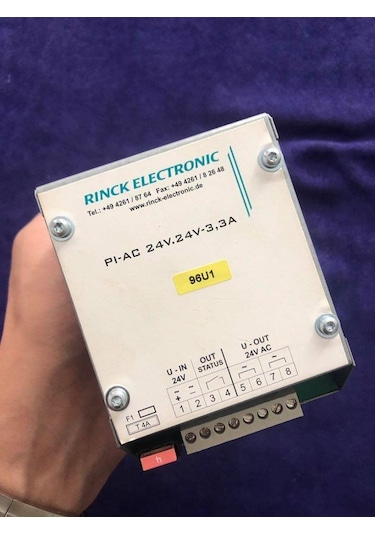 RINCK ELECTRONIC
Tel.: +49 4261 / 87 64 Fax: +49 4261 / 8 26 48
www.rinck-electronic.de
PI-AC 24V.24V-3,3A
96U1
U - IN OUT U - OUT
24V STATUS 24V AC
~ ~ ~ ~
+ -
F1
T 4A
1 2 3 4 5 6 7 8